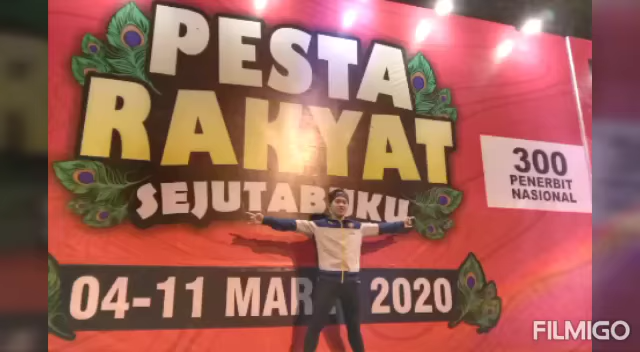 PESTA
RAKYAT
SEJUTABUKU
300
PENERBIT
NASIONAL
04-11 MAR 2020
FILMIGO